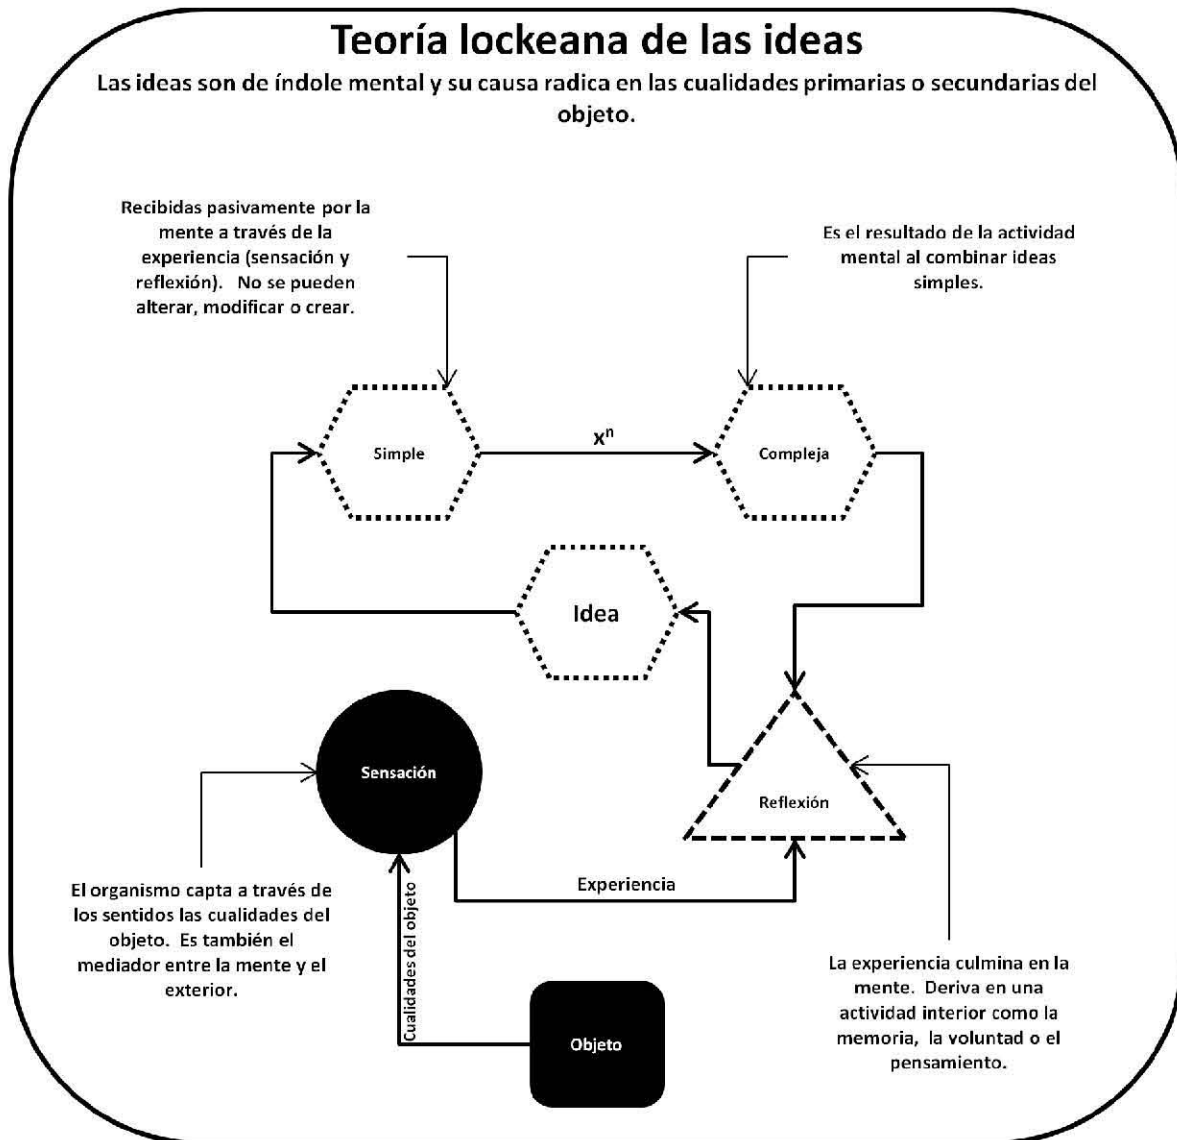 Teoría lockeana de las ideas
Las ideas son de índole mental y su causa radica en las cualidades primarias o secundarias del
objeto.
Recibidas pasivamente por la
mente a través de la
experiencia (sensación y
reflexión). No se pueden
alterar, modificar o crear.
Es el resultado de la actividad
mental al combinar ideas
simples.
Simple
xⁿ
Compleja
Idea
Sensación
Reflexión
El organismo capta a través de
los sentidos las cualidades del
objeto. Es también el
mediador entre la mente y el
exterior.
Cualidades del objeto
Experiencia
Objeto
La experiencia culmina en la
mente. Deriva en una
actividad interior como la
memoria, la voluntad o el
pensamiento.